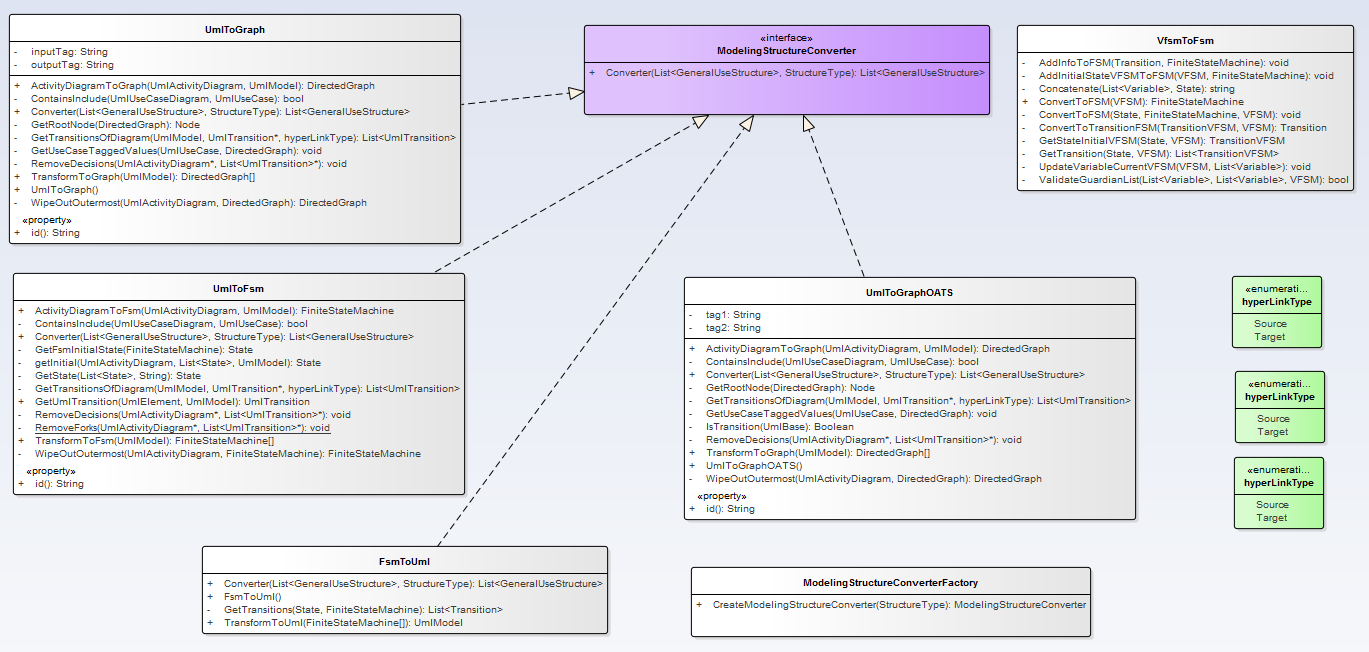 UmlToGraph
- inputTag: String
- outputTag: String
+ ActivityDiagramToGraph(UmlActivityDiagram, UmlModel): DirectedGraph
- ContainsInclude(UmlUseCaseDiagram, UmlUseCase): bool
+ Converter(List<GeneralUseStructure>, StructureType): List<GeneralUseStructure>
- GetRootNode(DirectedGraph): Node
- GetTransitionsOfDiagram(UmlModel, UmlTransition*, hyperLinkType): List<UmlTransition>
- GetUseCaseTaggedValues(UmlUseCase, DirectedGraph): void
- RemoveDecisions(UmlActivityDiagram*, List<UmlTransition>*): void
+ TransformToGraph(UmlModel): DirectedGraph[]
+ UmlToGraph()
- WipeOutOutermost(UmlActivityDiagram, DirectedGraph): DirectedGraph
«property»
+ id(): String
«interface»
ModelingStructureConverter
+ Converter(List<GeneralUseStructure>, StructureType): List<GeneralUseStructure>
VfsmToFsm
- AddInfoToFSM(Transition, FiniteStateMachine): void
- AddInitialStateVFSMToFSM(VFSM, FiniteStateMachine): void
- Concatenate(List<Variable>, State): string
+ ConvertToFSM(VFSM): FiniteStateMachine
- ConvertToFSM(State, FiniteStateMachine, VFSM): void
- ConvertToTransitionFSM(TransitionVFSM, VFSM): Transition
- GetStateInitialVFSM(State, VFSM): TransitionVFSM
- GetTransition(State, VFSM): List<TransitionVFSM>
- UpdateVariableCurrentVFSM(VFSM, List<Variable>): void
- ValidateGuardianList(List<Variable>, List<Variable>, VFSM): bool
UmlToFsm
+ ActivityDiagramToFsm(UmlActivityDiagram, UmlModel): FiniteStateMachine
- ContainsInclude(UmlUseCaseDiagram, UmlUseCase): bool
+ Converter(List<GeneralUseStructure>, StructureType): List<GeneralUseStructure>
- GetFsmInitialState(FiniteStateMachine): State
- getInitial(UmlActivityDiagram, List<State>, UmlModel): State
- GetState(List<State>, String): State
- GetTransitionsOfDiagram(UmlModel, UmlTransition*, hyperLinkType): List<UmlTransition>
+ GetUmlTransition(UmlElement, UmlModel): UmlTransition
- RemoveDecisions(UmlActivityDiagram*, List<UmlTransition>*): void
- RemoveForks(UmlActivityDiagram*, List<UmlTransition>*): void
+ TransformToFsm(UmlModel): FiniteStateMachine[]
- WipeOutOutermost(UmlActivityDiagram, FiniteStateMachine): FiniteStateMachine
«property»
+ id(): String
UmlToGraphOATS
- tag1: String
- tag2: String
+ ActivityDiagramToGraph(UmlActivityDiagram, UmlModel): DirectedGraph
- ContainsInclude(UmlUseCaseDiagram, UmlUseCase): bool
+ Converter(List<GeneralUseStructure>, StructureType): List<GeneralUseStructure>
- GetRootNode(DirectedGraph): Node
- GetTransitionsOfDiagram(UmlModel, UmlTransition*, hyperLinkType): List<UmlTransition>
- GetUseCaseTaggedValues(UmlUseCase, DirectedGraph): void
- IsTransition(UmlBase): Boolean
- RemoveDecisions(UmlActivityDiagram*, List<UmlTransition>*): void
+ TransformToGraph(UmlModel): DirectedGraph[]
+ UmlToGraphOATS()
- WipeOutOutermost(UmlActivityDiagram, DirectedGraph): DirectedGraph
«property»
+ id(): String
«enumerati...
hyperLinkType
Source
Target
«enumerati...
hyperLinkType
Source
Target
«enumerati...
hyperLinkType
Source
Target
FsmToUml
+ Converter(List<GeneralUseStructure>, StructureType): List<GeneralUseStructure>
+ FsmToUml()
- GetTransitions(State, FiniteStateMachine): List<Transition>
+ TransformToUml(FiniteStateMachine[]): UmlModel
ModelingStructureConverterFactory
+ CreateModelingStructureConverter(StructureType): ModelingStructureConverter